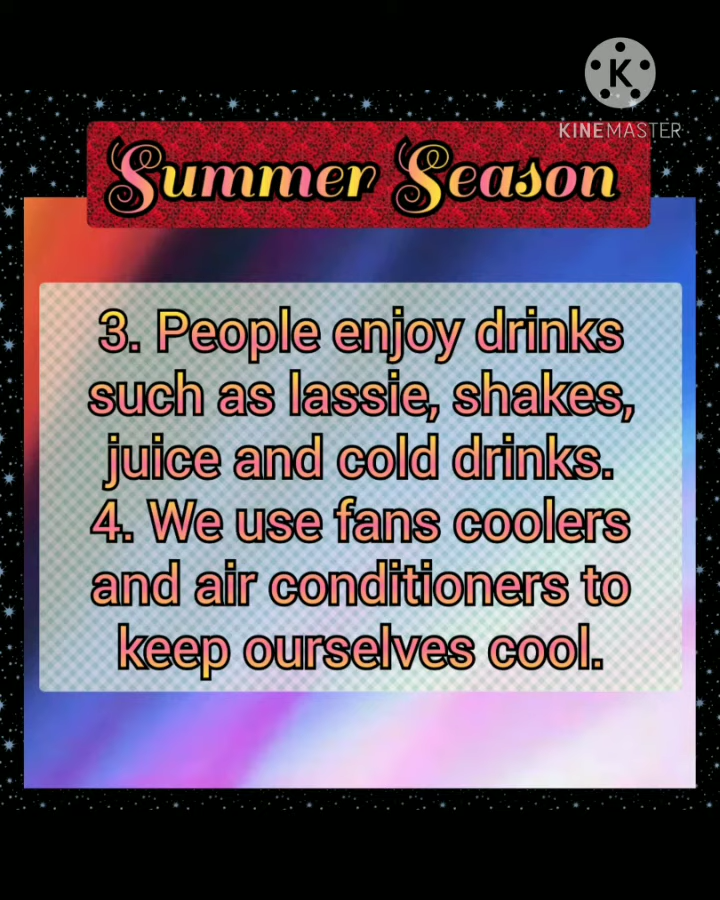 K
KINEMASTER
Summer Season
3. People enjoy drinks
such as lassie, shakes,
juice and cold drinks.
4. We use fans coolers
and air conditioners to
keep ourselves cool.